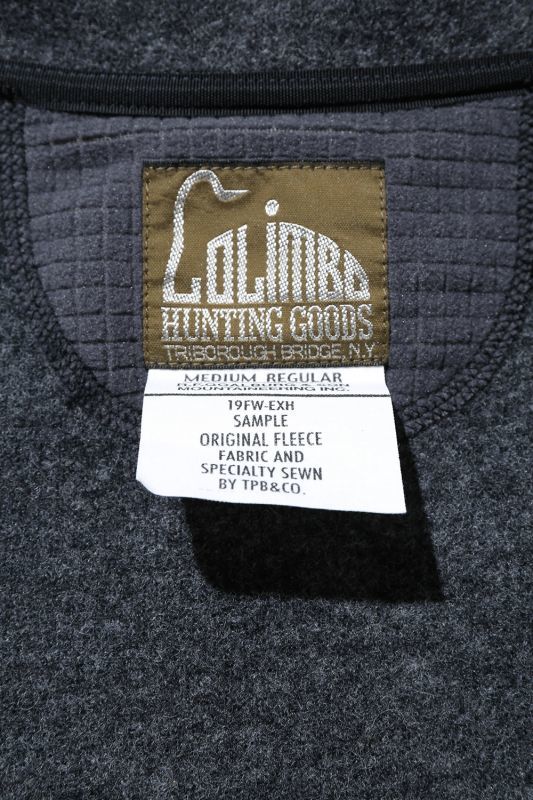 COLIMBO
HUNTING GOODS
TRIBOROUGH BRIDGE, N.Y
MEDIUM REGULAR
MOUNTAINEERING INC.
19FW-EXH
SAMPLE
ORIGINAL FLEECE
FABRIC AND
SPECIALTY SEWN
BY TPB&CO.